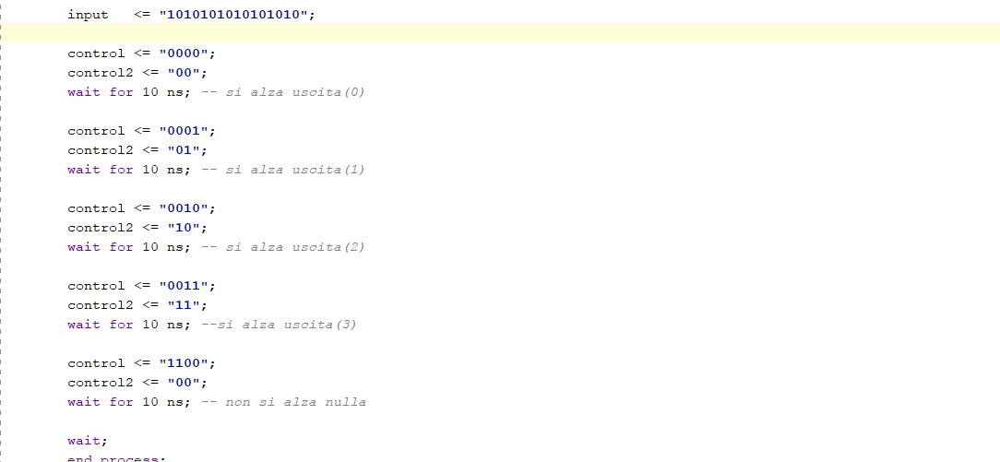 input   <= "1010101010101010";
control <= "0000";
control2 <= "00";
wait for 10 ns; -- si alza uscita(0)
control <= "0001";
control2 <= "01";
wait for 10 ns; -- si alza uscita(1)
control <= "0010";
control2 <= "10";
wait for 10 ns; -- si alza uscita(2)
control <= "0011";
control2 <= "11";
wait for 10 ns; --si alza uscita(3)
control <= "1100";
control2 <= "00";
wait for 10 ns; -- non si alza nulla
wait;
end process;